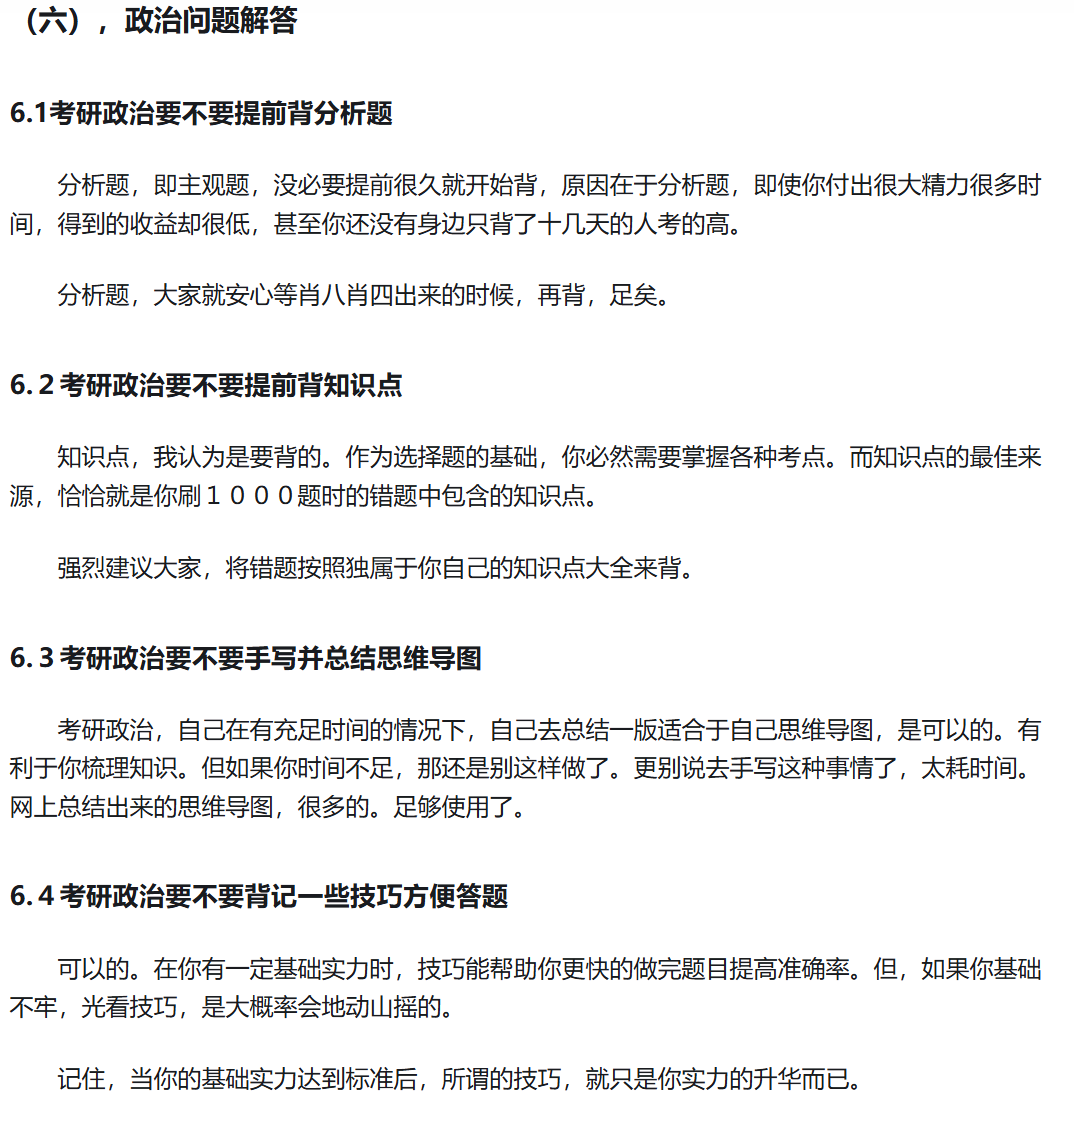 （六），政治问题解答
6.1考研政治要不要提前背分析题
分析题，即主观题，没必要提前很久就开始背，原因在于分析题，即使你付出很大精力很多时
间，得到的收益却很低，甚至你还没有身边只背了十几天的人考的高。
分析题，大家就安心等肖八肖四出来的时候，再背，足矣。
6.２考研政治要不要提前背知识点
知识点，我认为是要背的。作为选择题的基础，你必然需要掌握各种考点。而知识点的最佳来
源，恰恰就是你刷１０００题时的错题中包含的知识点。
强烈建议大家，将错题按照独属于你自己的知识点大全来背。
6.３考研政治要不要手写并总结思维导图
考研政治，自己在有充足时间的情况下，自己去总结一版适合于自己思维导图，是可以的。有
利于你梳理知识。但如果你时间不足，那还是别这样做了。更别说去手写这种事情了，太耗时间。
网上总结出来的思维导图，很多的。足够使用了。
6.４考研政治要不要背记一些技巧方便答题
可以的。在你有一定基础实力时，技巧能帮助你更快的做完题目提高准确率。但，如果你基础
不牢，光看技巧，是大概率会地动山摇的。
记住，当你的基础实力达到标准后，所谓的技巧，就只是你实力的升华而已。